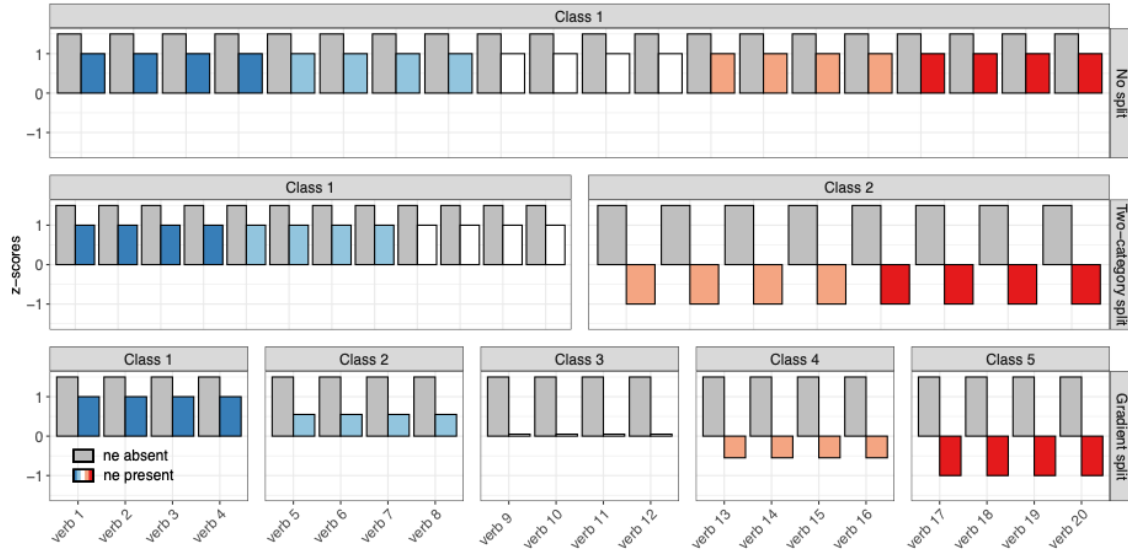 Class 1
1
0
−1
No split
Class 1
Class 2
z-scores
1
0
−1
Two-category split
Class 1
Class 2
Class 3
Class 4
Class 5
1
0
−1
Gradient split
ne absent
ne present
verb 1
verb 2
verb 3
verb 4
verb 5
verb 6
verb 7
verb 8
verb 9
verb 10
verb 11
verb 12
verb 13
verb 14
verb 15
verb 16
verb 17
verb 18
verb 19
verb 20